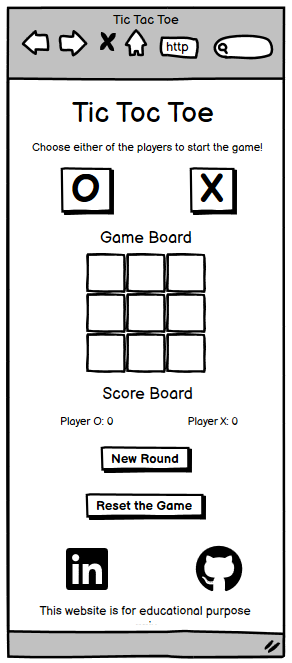 Tic Tac Toe
http
Tic Toc Toe
Choose either of the players to start the game!
O X
Game Board
Score Board
Player O: 0 Player X: 0
New Round
Reset the Game
in
This website is for educational purpose